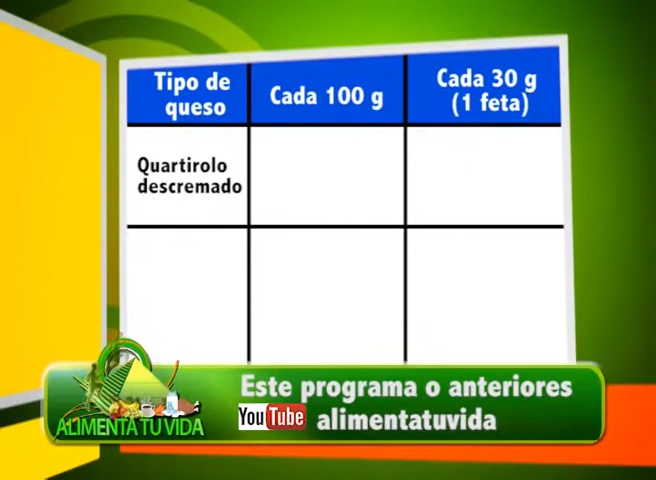 Tipo de
queso
Cada 100 g
Cada 30 g
(1 feta)
Quartirolo
descremado
Este programa o anteriores
YouTube alimentatuvida
ALIMENTA TU VIDA